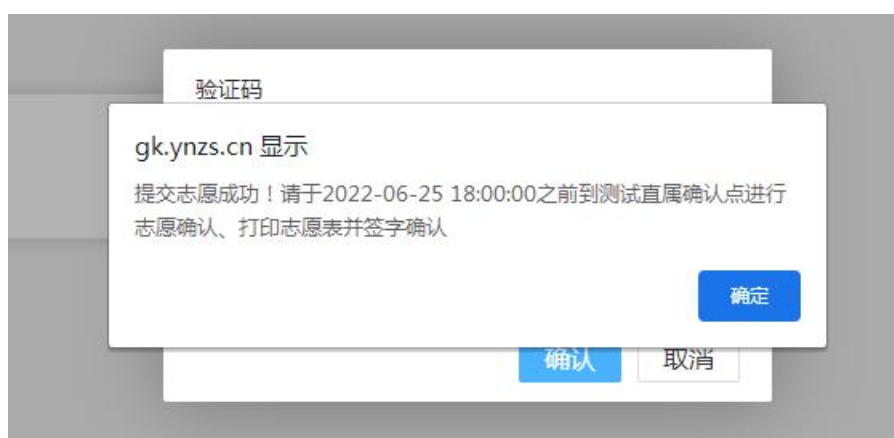 验证码
gk.ynzs.cn 显示
提交志愿成功！请于2022-06-25 18:00:00之前到测试直属确认点进行
志愿确认、打印志愿表并签字确认
确定
确认 取消